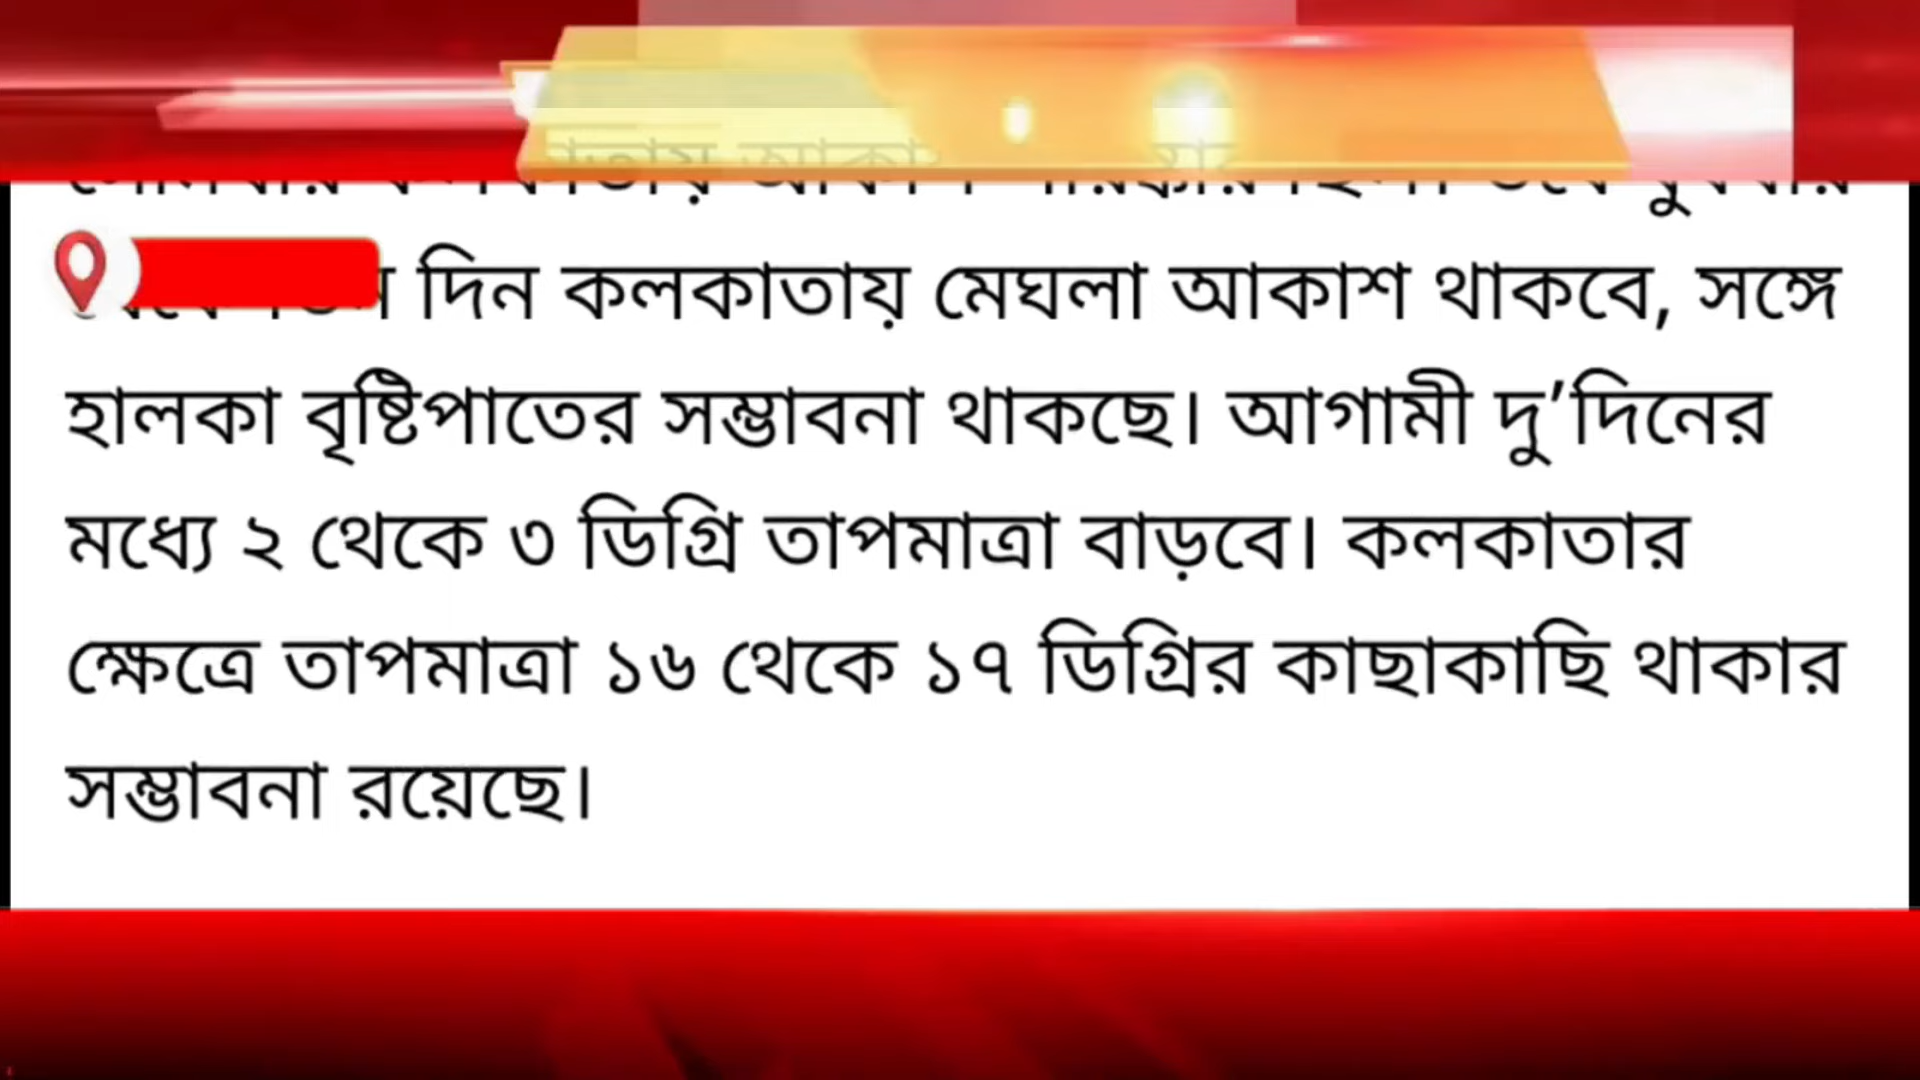 দিন কলকাতায় মেঘলা আকাশ থাকবে, সঙ্গে
হালকা বৃষ্টিপাতের সম্ভাবনা থাকছে। আগামী দু’দিনের
মধ্যে ২ থেকে ৩ ডিগ্রি তাপমাত্রা বাড়বে। কলকাতার
ক্ষেত্রে তাপমাত্রা ১৬ থেকে ১৭ ডিগ্রির কাছাকাছি থাকার
সম্ভাবনা রয়েছে।